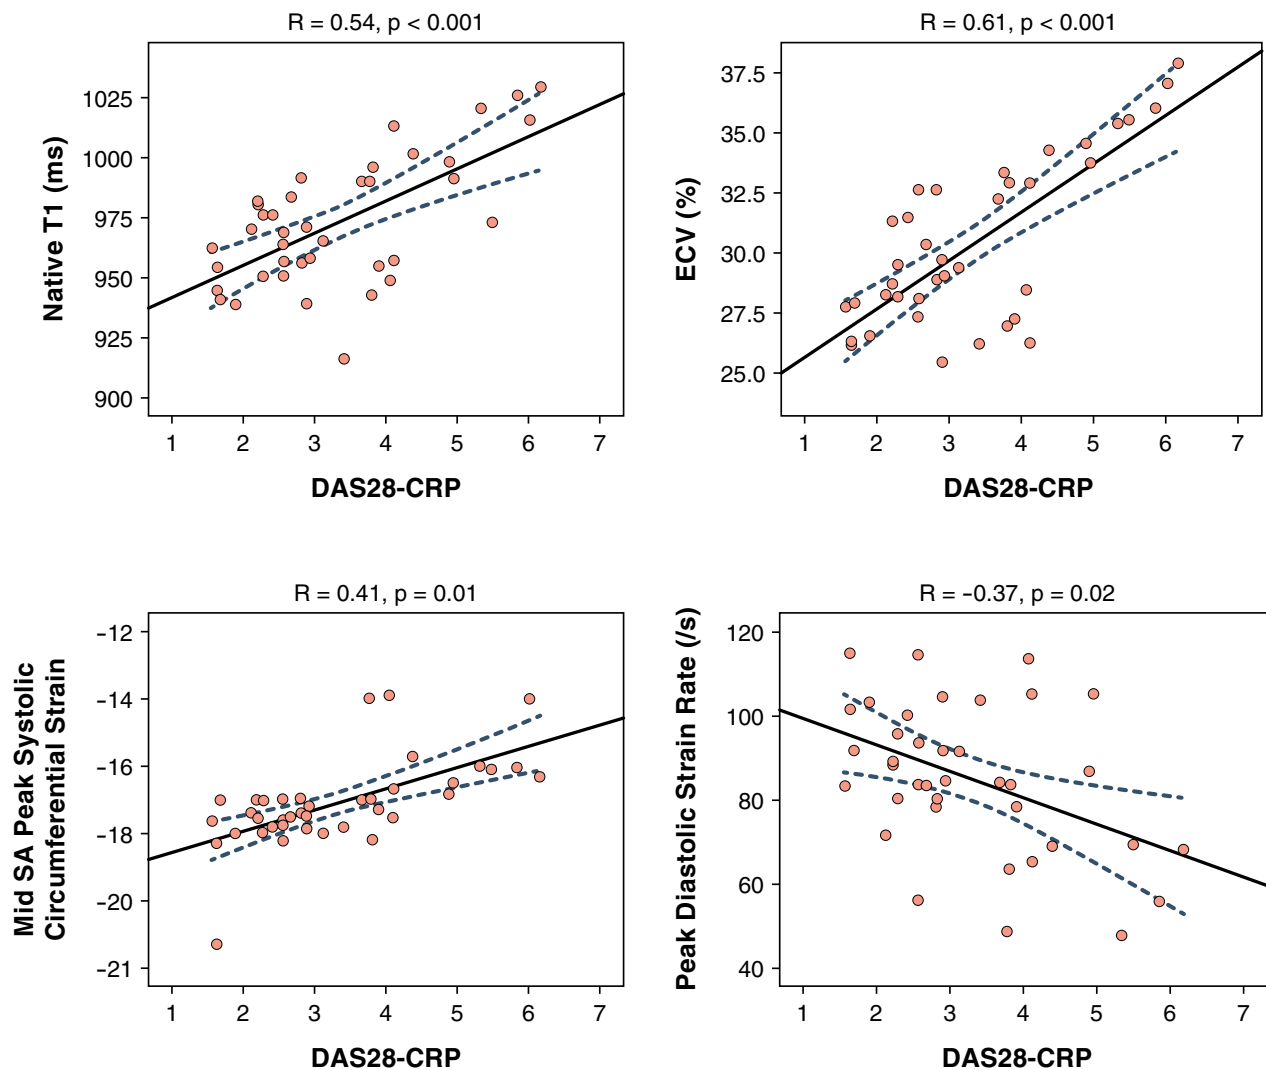 R = 0.54, p < 0.001
Native T1 (ms)
1025
1000
975
950
925
900
1 2 3 4 5 6 7
DAS28-CRP
R = 0.61, p < 0.001
ECV (%)
37.5
35.0
32.5
30.0
27.5
25.0
1 2 3 4 5 6 7
DAS28-CRP
R = 0.41, p = 0.01
Mid SA Peak Systolic
Circumferential Strain
−12
−14
−16
−18
−20
−21
1 2 3 4 5 6 7
DAS28-CRP
R = −0.37, p = 0.02
Peak Diastolic Strain Rate (/s)
120
100
80
60
40
1 2 3 4 5 6 7
DAS28-CRP